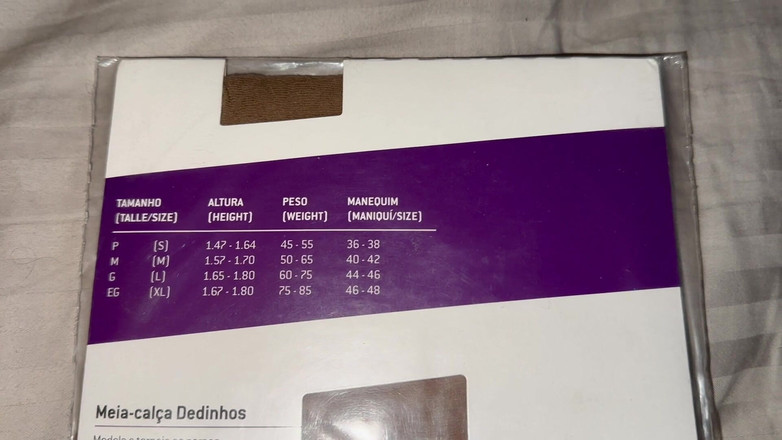 TAMANHO ALTURA PESO MANEQUIM
(TALLE/SIZE) (HEIGHT) (WEIGHT) (MANIQUÍ/SIZE)
P (S) 1.47 - 1.64 45 - 55 36 - 38
M (M) 1.57 - 1.70 50 - 65 40 - 42
G (L) 1.65 - 1.80 60 - 75 44 - 46
EG (XL) 1.67 - 1.80 75 - 85 46 - 48
Meia-calça Dedinhos